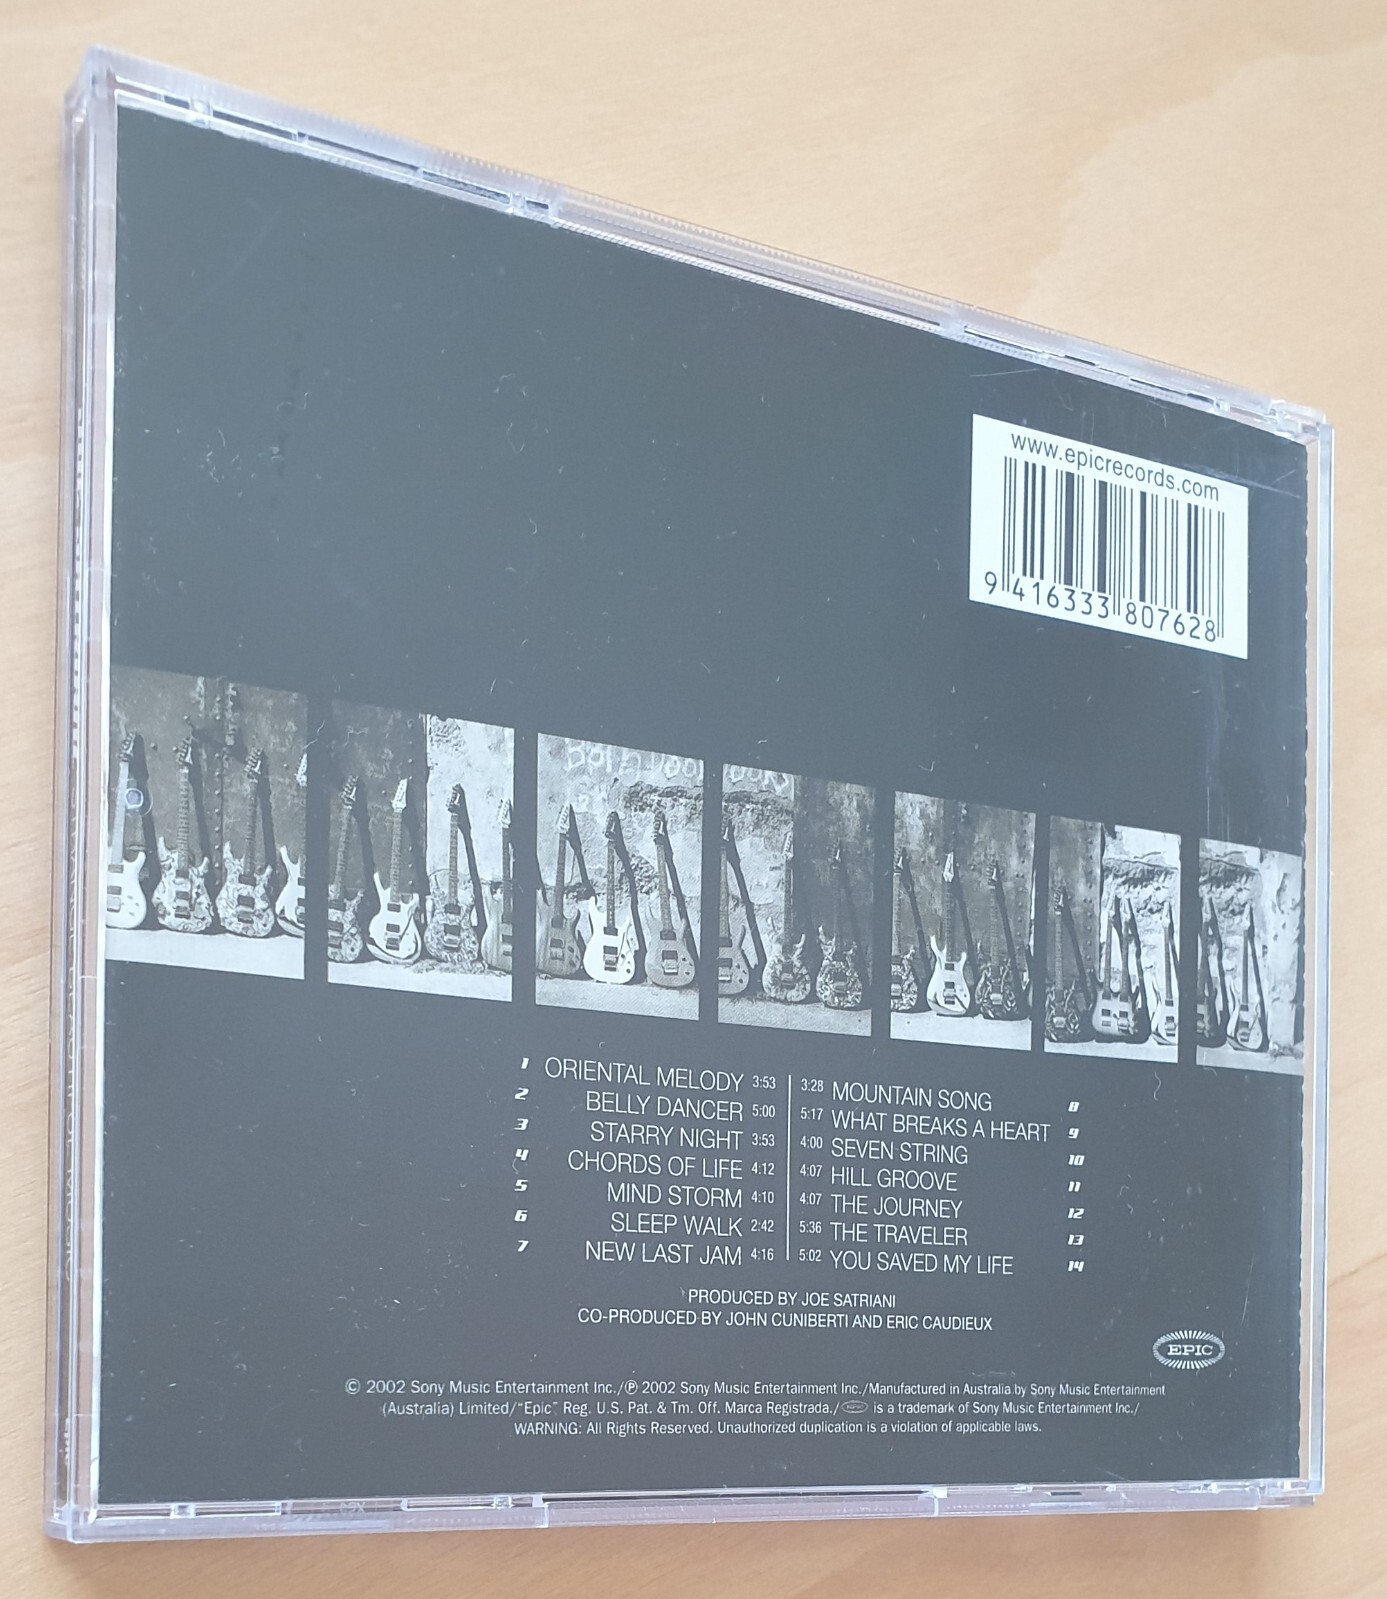 www.epicrecords.com
9 416333 807628
1 ORIENTAL MELODY 3:53
2 BELLY DANCER 5:00
3 STARRY NIGHT 3:53
4 CHORDS OF LIFE 4:12
5 MIND STORM 4:10
6 SLEEP WALK 2:42
7 NEW LAST JAM 4:16
3:28 MOUNTAIN SONG 8
5:17 WHAT BREAKS A HEART 9
4:00 SEVEN STRING 10
4:07 HILL GROOVE 11
4:07 THE JOURNEY 12
5:36 THE TRAVELER 13
5:02 YOU SAVED MY LIFE 14
PRODUCED BY JOE SATRIANI
CO-PRODUCED BY JOHN CUNIBERTI AND ERIC CAUDIEUX
EPIC
© 2002 Sony Music Entertainment Inc./℗ 2002 Sony Music Entertainment Inc./Manufactured in Australia by Sony Music Entertainment
(Australia) Limited/"Epic" Reg. U.S. Pat. & Tm. Off. Marca Registrada./ EPIC is a trademark of Sony Music Entertainment Inc./
WARNING: All Rights Reserved. Unauthorized duplication is a violation of applicable laws.